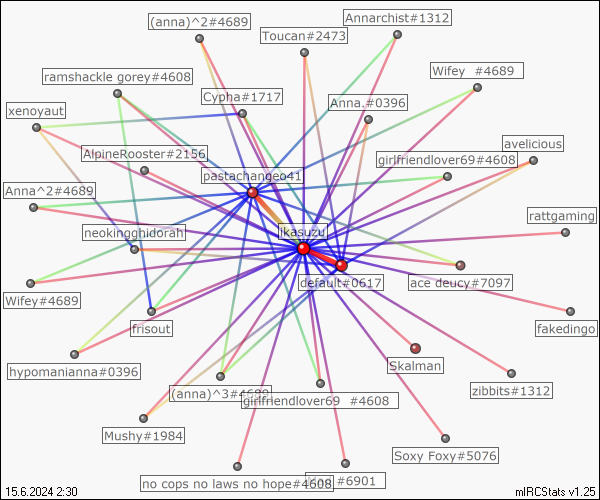 (anna)^2#4689
Annarchist#1312
Toucan#2473
Wifey #4689
ramshackle gorey#4608
Cypha#1717
Anna.#0396
xenoyaut
avelicious
AlpineRooster#2156
girlfriendlover69#4608
pastachangeo41
Anna^2#4689
rattgaming
neokingghidorah
ikasuzu
default#0617
ace deucy#7097
Wifey#4689
frisout
fakedingo
Skalman
hypomanianna#0396
(anna)^3#4689
zibbits#1312
girlfriendlover69 #4608
Mushy#1984
Soxy Foxy#5076
no cops no laws no hope#4608
#6901
15.6.2024 2:30
mIRCStats v1.25